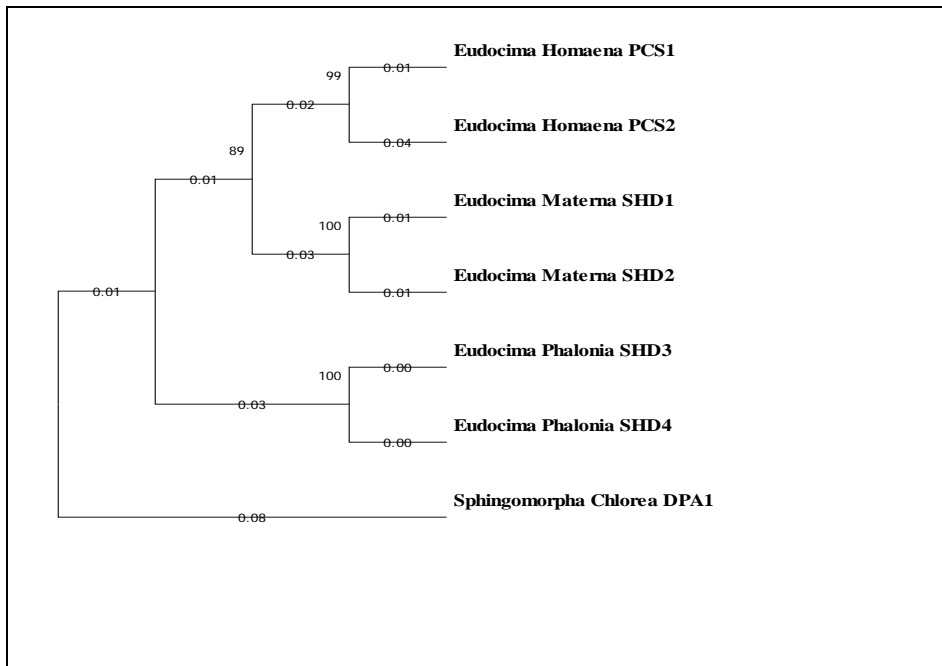 Eudocima Homaena PCS1
99
0.01
0.02
Eudocima Homaena PCS2
0.04
89
0.01
Eudocima Materna SHD1
100
0.01
0.03
Eudocima Materna SHD2
0.01
0.01
Eudocima Phalonia SHD3
100
0.00
0.03
Eudocima Phalonia SHD4
0.00
Sphingomorpha Chlorea DPA1
0.08